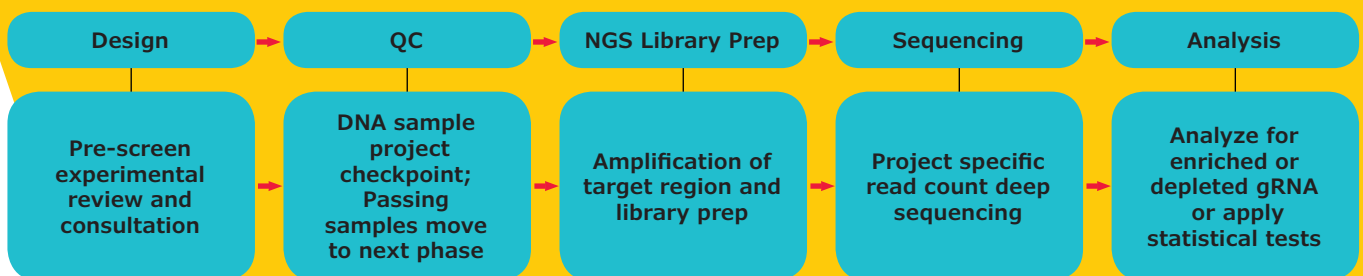 Design
QC
NGS Library Prep
Sequencing
Analysis
Pre-screen
experimental
review and
consultation
DNA sample
project
checkpoint;
Passing
samples move
to next phase
Amplification of
target region and
library prep
Project specific
read count deep
sequencing
Analyze for
enriched or
depleted gRNA
or apply
statistical tests